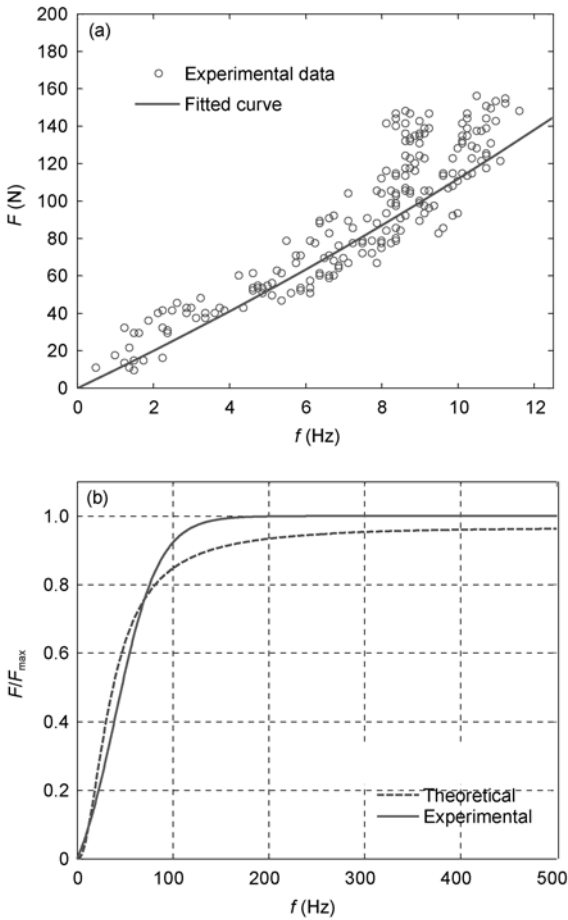 (a)
200
180
160
140
120
100
80
60
40
20
0
F (N)
Experimental data
Fitted curve
0 2 4 6 8 10 12
f (Hz)
(b)
1.0
0.8
0.6
0.4
0.2
0
F/Fmax
Theoretical
Experimental
0 100 200 300 400 500
f (Hz)